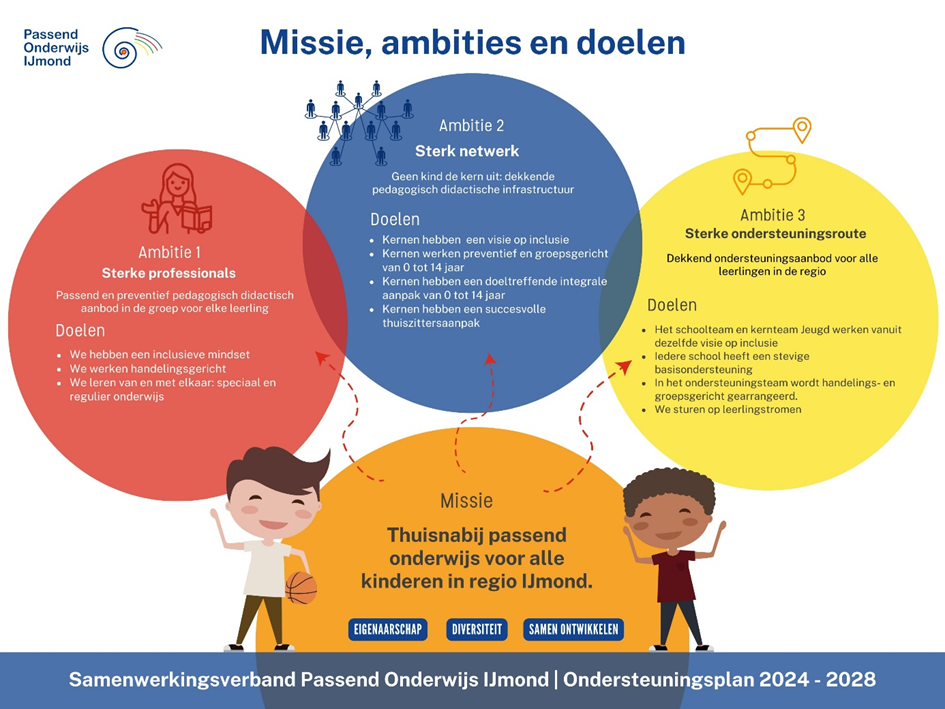 Passend
Onderwijs
IJmond
Missie, ambities en doelen
Ambitie 1
Sterke professionals
Passend en preventief pedagogisch didactisch
aanbod in de groep voor elke leerling
Doelen
• We hebben een inclusieve mindset
• We werken handelingsgericht
• We leren van en met elkaar: speciaal en
regulier onderwijs
Ambitie 2
Sterk netwerk
Geen kind de kern uit: dekkende
pedagogisch didactische infrastructuur
Doelen
• Kernen hebben een visie op inclusie
• Kernen werken preventief en groepsgericht
van 0 tot 14 jaar
• Kernen hebben een doeltreffende integrale
aanpak van 0 tot 14 jaar
• Kernen hebben een succesvolle
thuiszittersaanpak
Ambitie 3
Sterke ondersteuningsroute
Dekkend ondersteuningsaanbod voor alle
leerlingen in de regio
Doelen
• Het schoolteam en kernteam Jeugd werken vanuit
dezelfde visie op inclusie
• Iedere school heeft een stevige
basisondersteuning
• In het ondersteuningsteam wordt handelings- en
groepsgericht gearrangeerd.
• We sturen op leerlingstromen
Missie
Thuisnabij passend
onderwijs voor alle
kinderen in regio IJmond.
EIGENAARSCHAP
DIVERSITEIT
SAMEN ONTWIKKELEN
Samenwerkingsverband Passend Onderwijs IJmond | Ondersteuningsplan 2024 - 2028